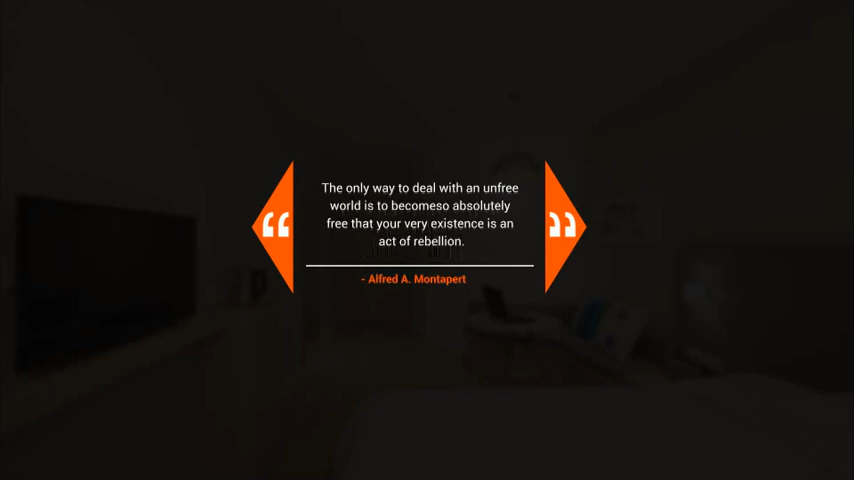 The only way to deal with an unfree
world is to becomeso absolutely
free that your very existence is an
act of rebellion.
- Alfred A. Montapert